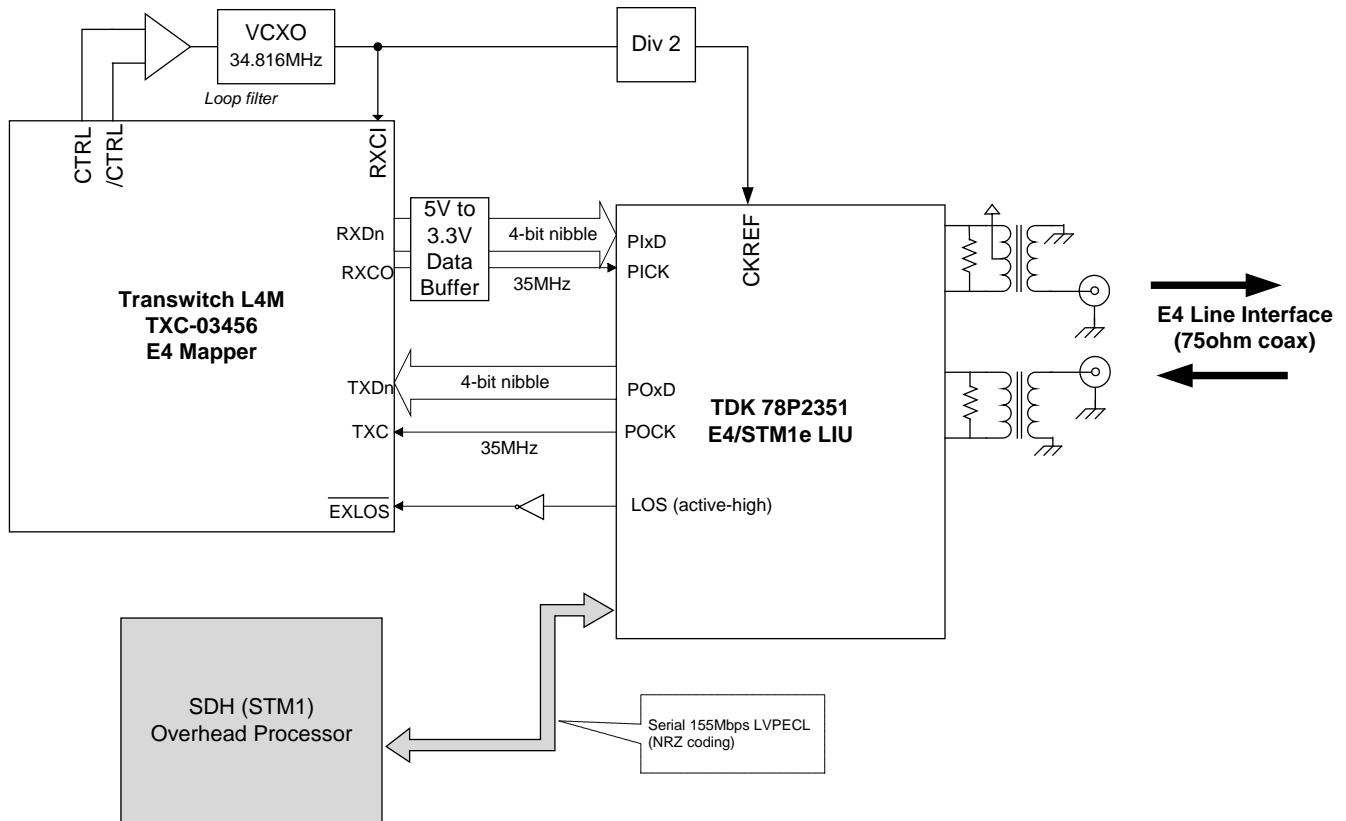 VCXO
34.816MHz
Loop filter
Div 2
CTRL
/CTRL
RXCI
RXDn
RXCO
5V to
3.3V
Data
Buffer
4-bit nibble
35MHz
PIxD
PICK
CKREF
Transwitch L4M
TXC-03456
E4 Mapper
E4 Line Interface
(75ohm coax)
TXDn
4-bit nibble
POxD
TXC
35MHz
POCK
TDK 78P2351
E4/STM1e LIU
EXLOS
LOS (active-high)
SDH (STM1)
Overhead Processor
Serial 155Mbps LVPECL
(NRZ coding)